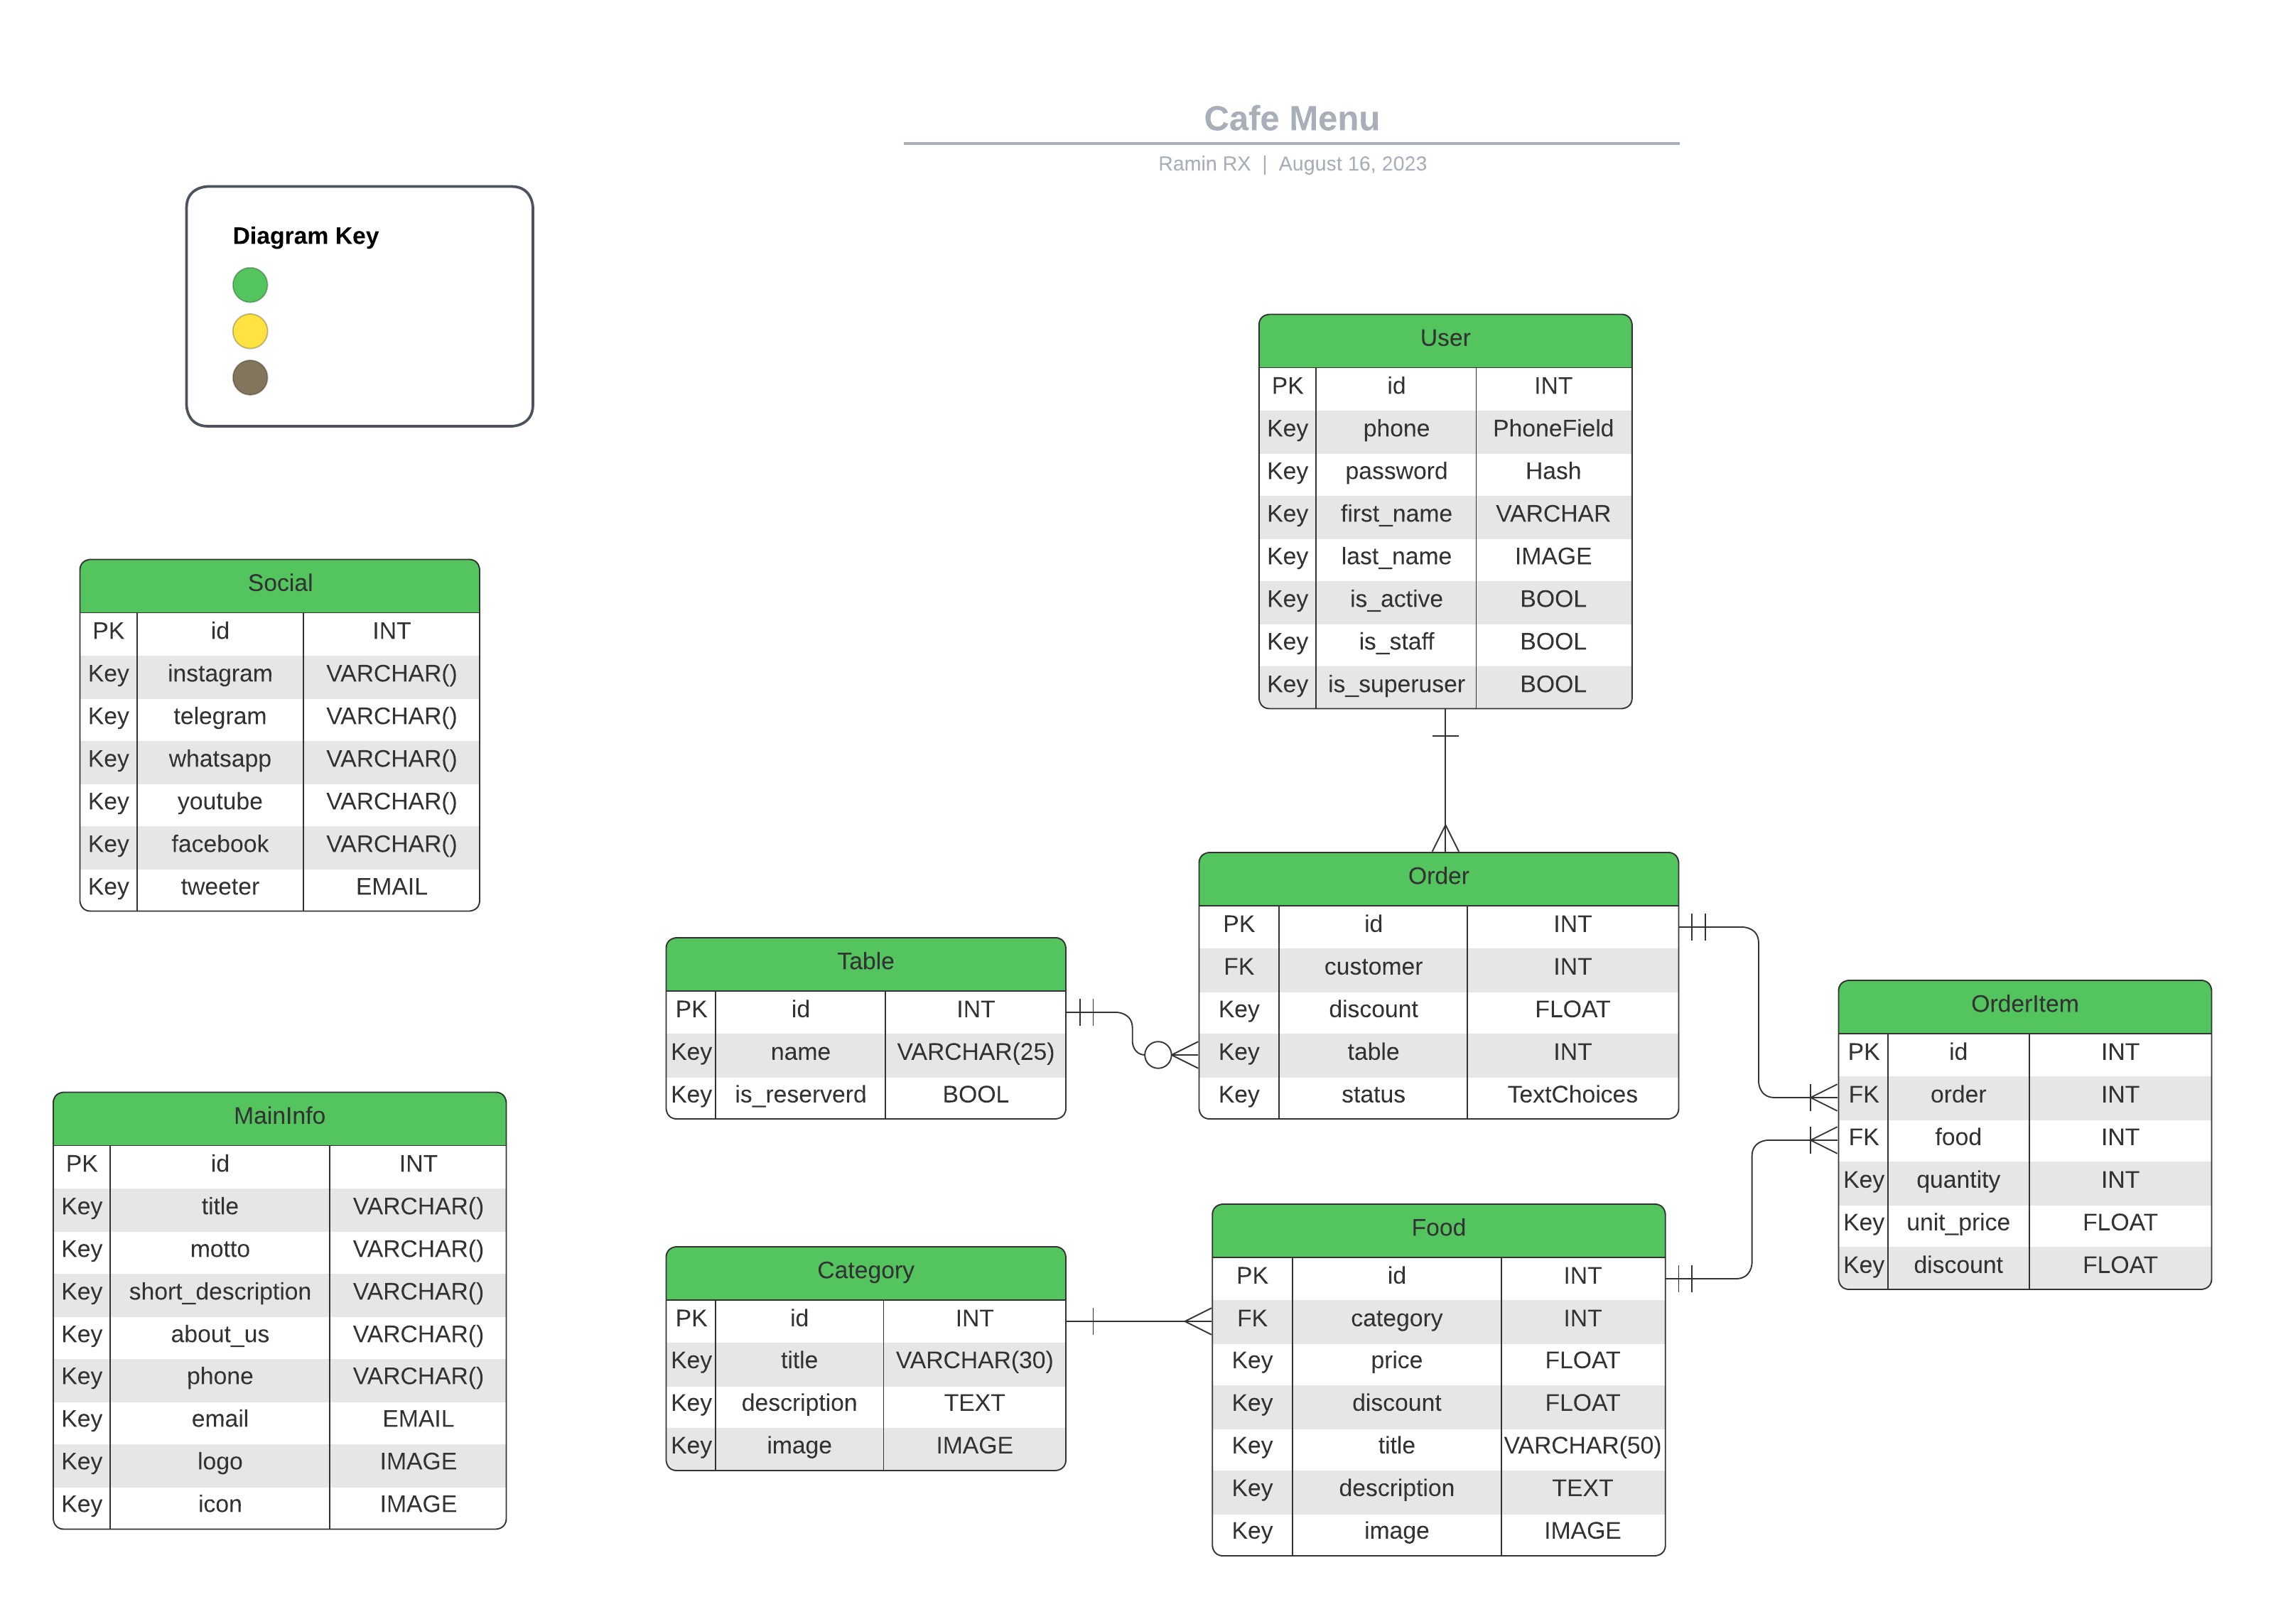 Cafe Menu
Ramin RX | August 16, 2023
Diagram Key
User
PK id INT
Key phone PhoneField
Key password Hash
Key first_name VARCHAR
Key last_name IMAGE
Key is_active BOOL
Key is_staff BOOL
Key is_superuser BOOL
Social
PK id INT
Key instagram VARCHAR()
Key telegram VARCHAR()
Key whatsapp VARCHAR()
Key youtube VARCHAR()
Key facebook VARCHAR()
Key tweeter EMAIL
Order
PK id INT
FK customer INT
Key discount FLOAT
Key table INT
Key status TextChoices
Table
PK id INT
Key name VARCHAR(25)
Key is_reserverd BOOL
OrderItem
PK id INT
FK order INT
FK food INT
Key quantity INT
Key unit_price FLOAT
Key discount FLOAT
MainInfo
PK id INT
Key title VARCHAR()
Key motto VARCHAR()
Key short_description VARCHAR()
Key about_us VARCHAR()
Key phone VARCHAR()
Key email EMAIL
Key logo IMAGE
Key icon IMAGE
Category
PK id INT
Key title VARCHAR(30)
Key description TEXT
Key image IMAGE
Food
PK id INT
FK category INT
Key price FLOAT
Key discount FLOAT
Key title VARCHAR(50)
Key description TEXT
Key image IMAGE